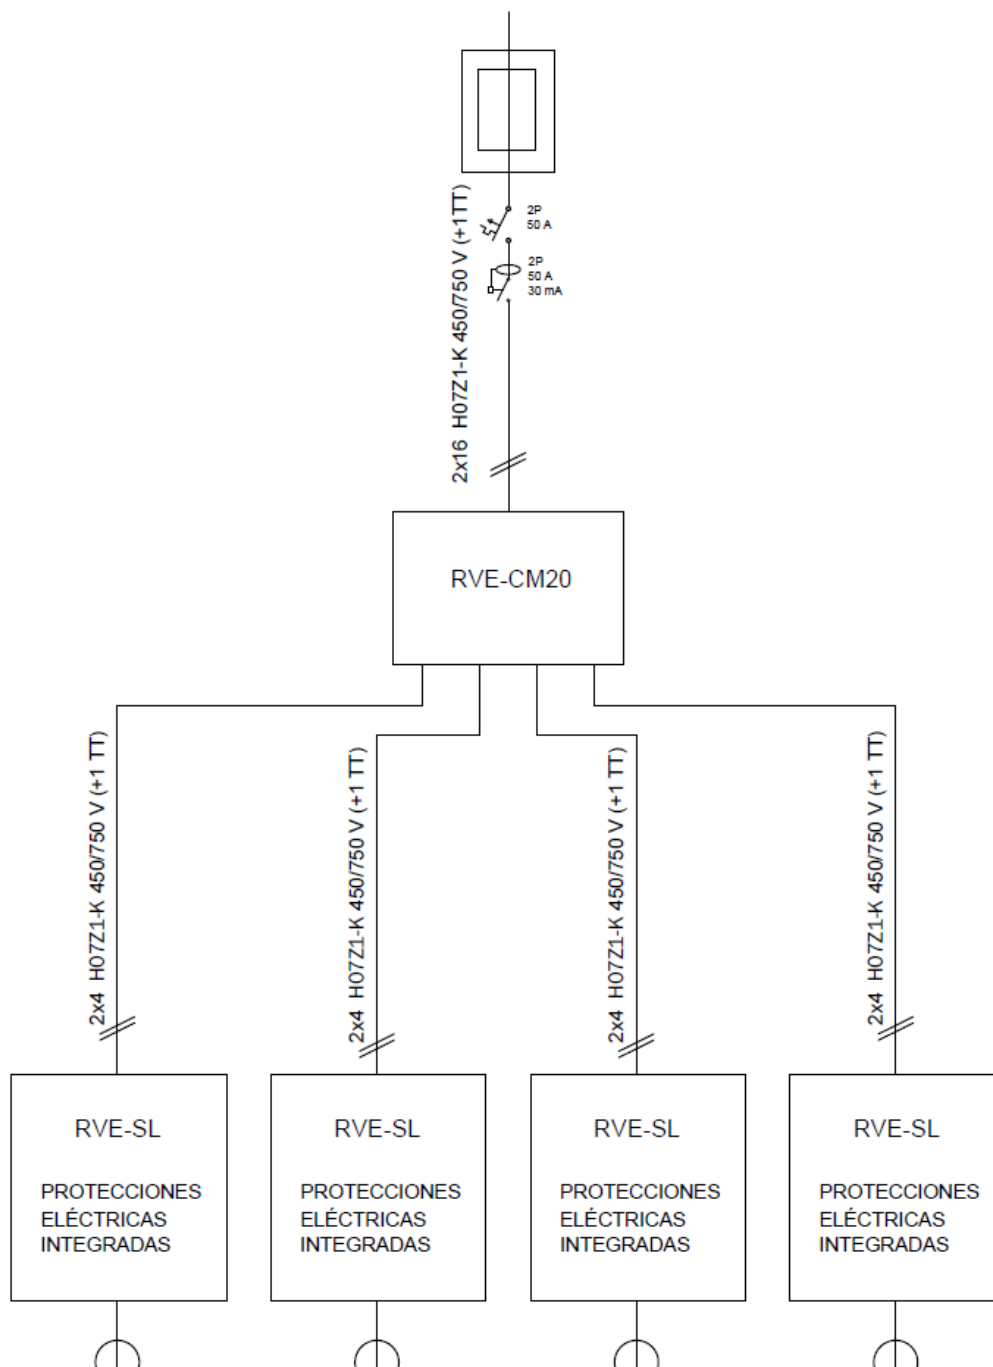 2P
50 A
2P
50 A
30 mA
2x16 H07Z1-K 450/750 V (+1TT)
RVE-CM20
2x4 H07Z1-K 450/750 V (+1 TT)
2x4 H07Z1-K 450/750 V (+1 TT)
2x4 H07Z1-K 450/750 V (+1 TT)
2x4 H07Z1-K 450/750 V (+1 TT)
RVE-SL
PROTECCIONES
ELÉCTRICAS
INTEGRADAS
RVE-SL
PROTECCIONES
ELÉCTRICAS
INTEGRADAS
RVE-SL
PROTECCIONES
ELÉCTRICAS
INTEGRADAS
RVE-SL
PROTECCIONES
ELÉCTRICAS
INTEGRADAS